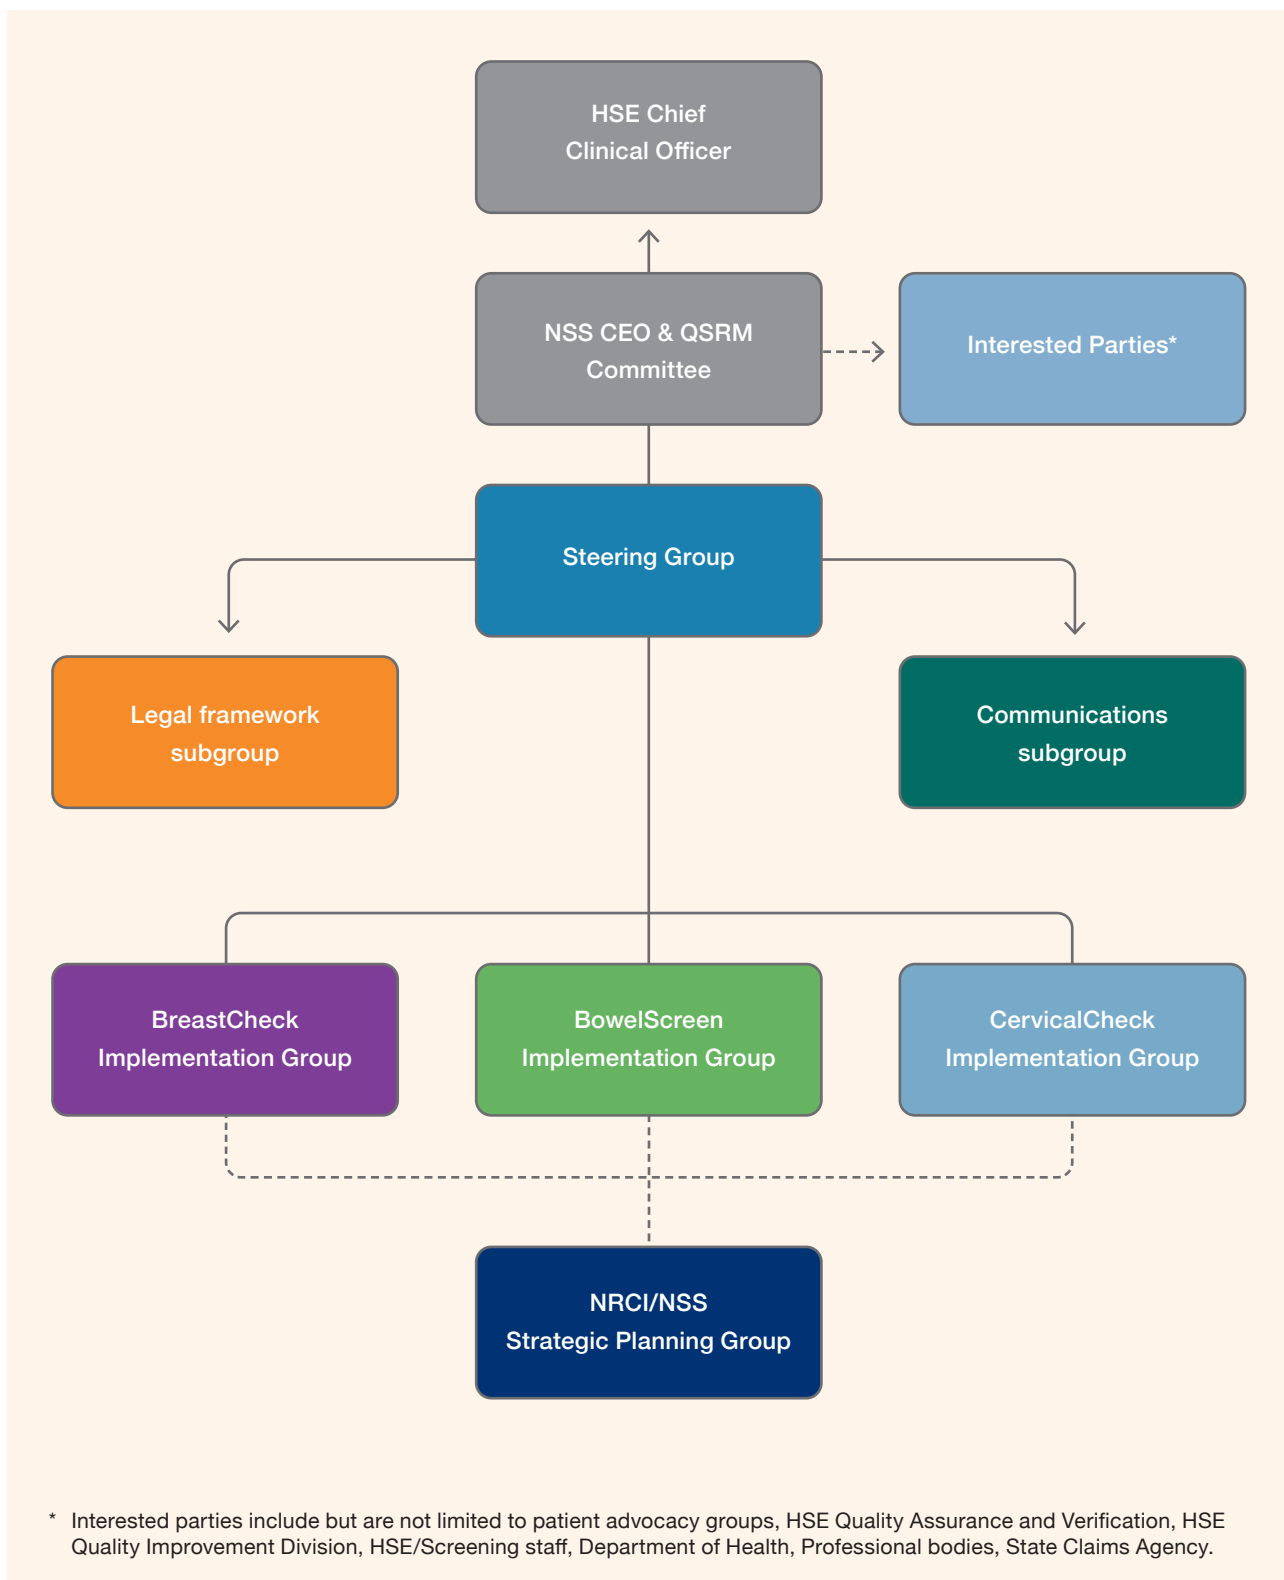 HSE Chief
Clinical Officer
NSS CEO & QSRM
Committee
Interested Parties*
Steering Group
Legal framework
subgroup
Communications
subgroup
BreastCheck
Implementation Group
BowelScreen
Implementation Group
CervicalCheck
Implementation Group
NRCI/NSS
Strategic Planning Group
* Interested parties include but are not limited to patient advocacy groups, HSE Quality Assurance and Verification, HSE
Quality Improvement Division, HSE/Screening staff, Department of Health, Professional bodies, State Claims Agency.